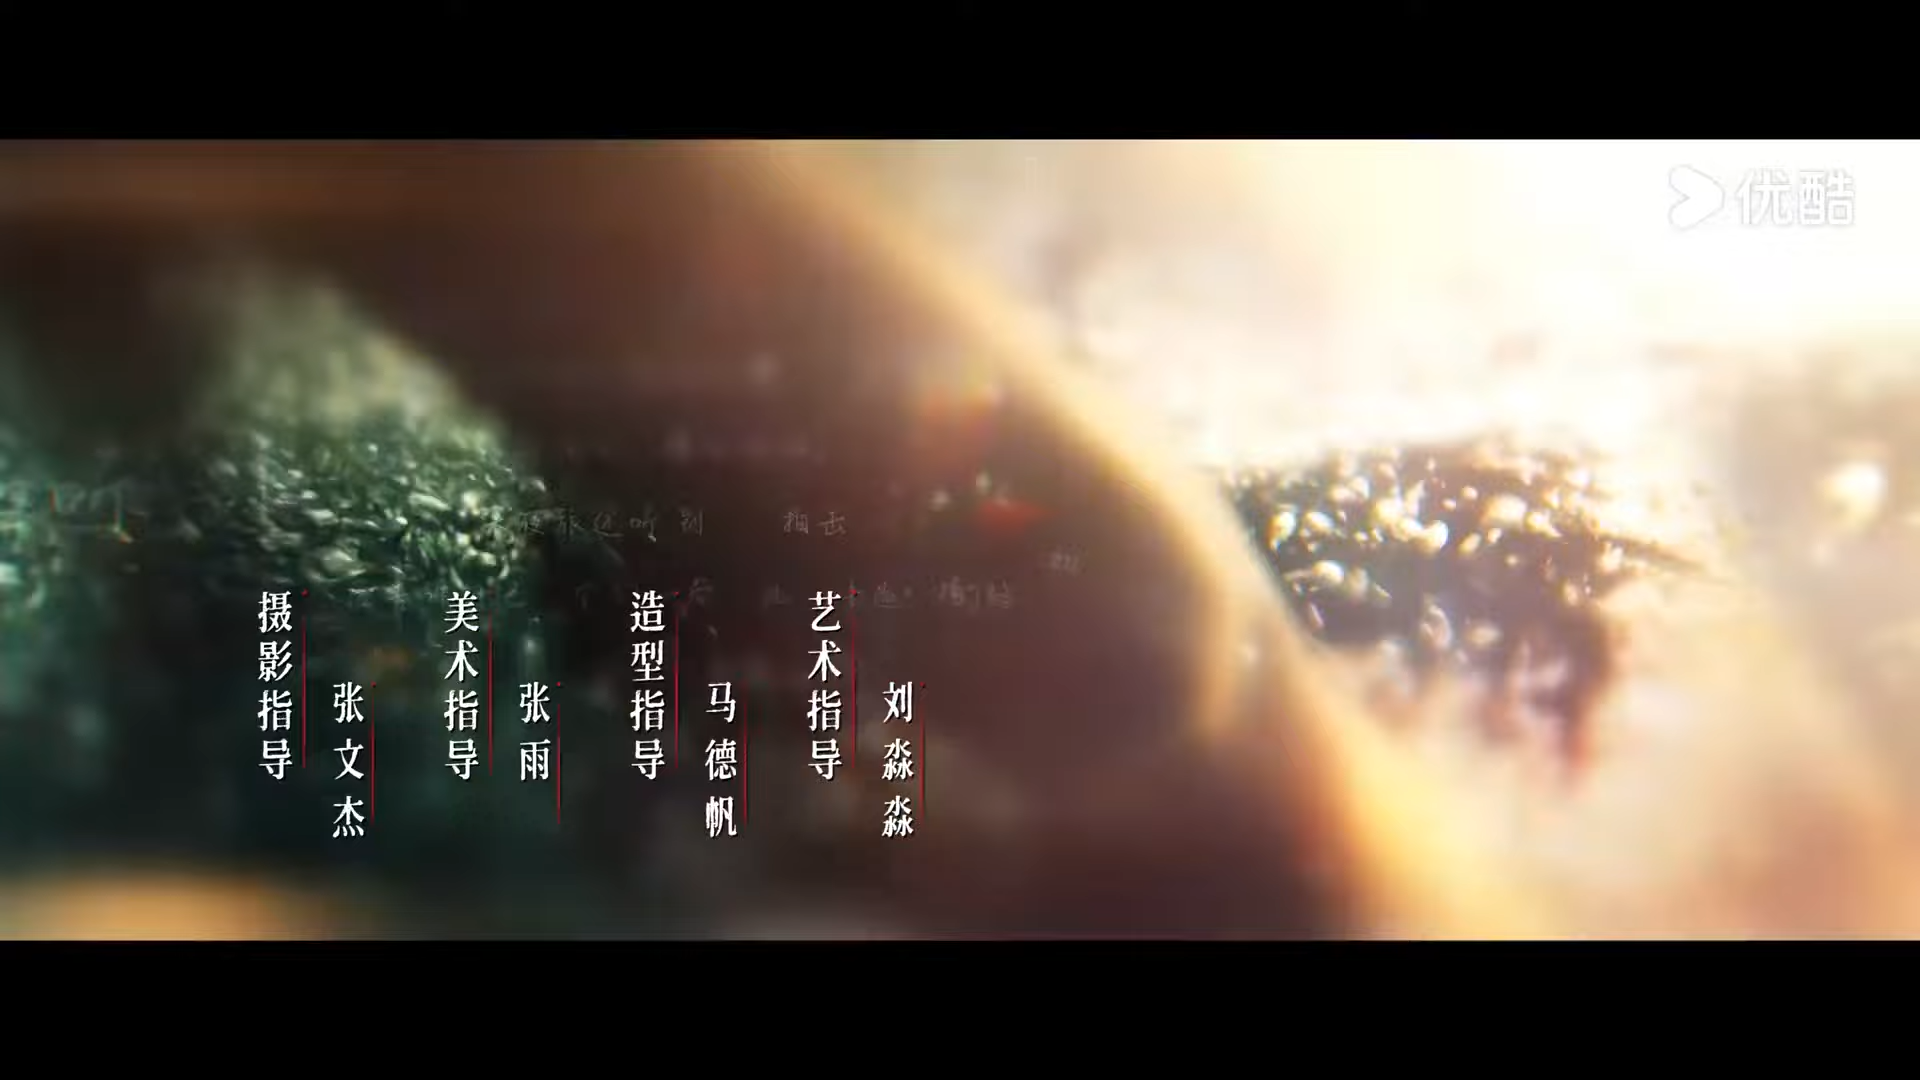 优酷
摄影指导
张文杰
美术指导
张雨
造型指导
马德帆
艺术指导
刘淼淼